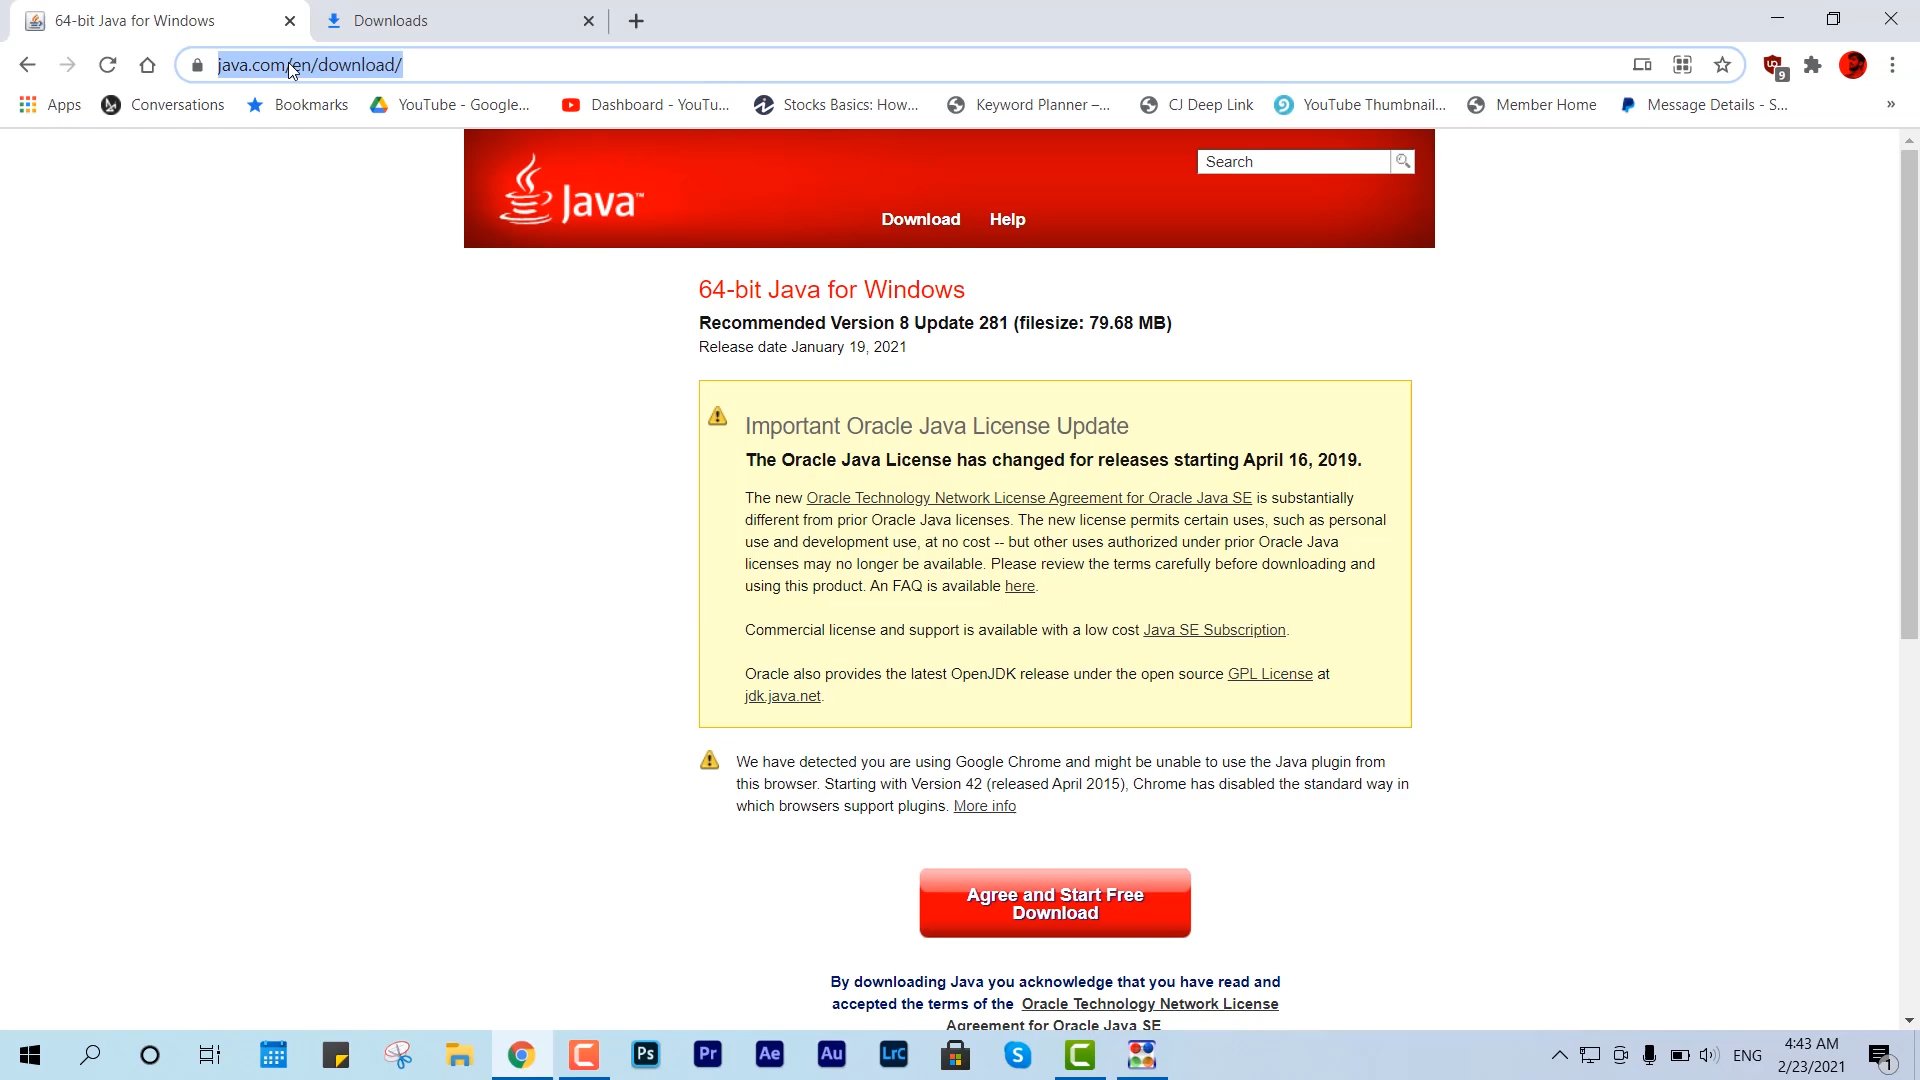 64-bit Java for Windows
Downloads
java.com/en/download/
9
Apps
Conversations
Bookmarks
YouTube - Google...
Dashboard - YouTu...
Stocks Basics: How...
Keyword Planner –...
CJ Deep Link
YouTube Thumbnail...
Member Home
Message Details - S...
»
Java™
Search
Download
Help
64-bit Java for Windows
Recommended Version 8 Update 281 (filesize: 79.68 MB)
Release date January 19, 2021
Important Oracle Java License Update
The Oracle Java License has changed for releases starting April 16, 2019.
The new Oracle Technology Network License Agreement for Oracle Java SE is substantially
different from prior Oracle Java licenses. The new license permits certain uses, such as personal
use and development use, at no cost -- but other uses authorized under prior Oracle Java
licenses may no longer be available. Please review the terms carefully before downloading and
using this product. An FAQ is available here.
Commercial license and support is available with a low cost Java SE Subscription.
Oracle also provides the latest OpenJDK release under the open source GPL License at
jdk.java.net.
We have detected you are using Google Chrome and might be unable to use the Java plugin from
this browser. Starting with Version 42 (released April 2015), Chrome has disabled the standard way in
which browsers support plugins. More info
Agree and Start Free
Download
By downloading Java you acknowledge that you have read and
accepted the terms of the Oracle Technology Network License
Agreement for Oracle Java SE
Ps
Pr
Ae
Au
LrC
ENG
4:43 AM
2/23/2021
1